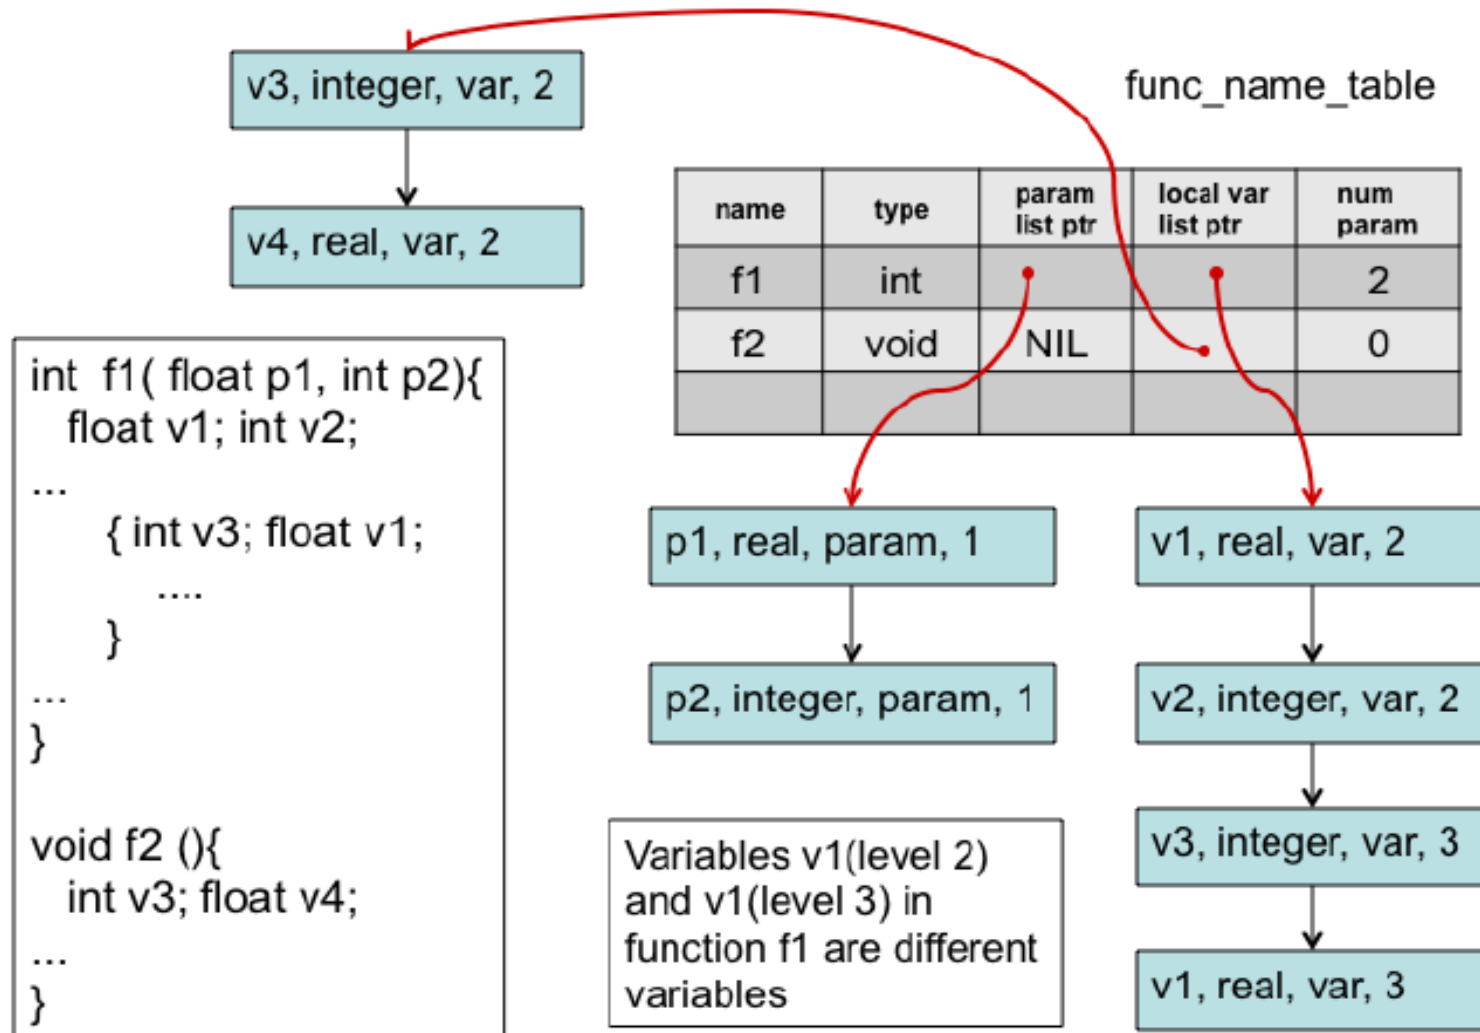 v3, integer, var, 2
func_name_table
v4, real, var, 2
name type param list ptr local var list ptr num param
f1 int 2
f2 void NIL 0
int f1( float p1, int p2){
float v1; int v2;
...
{ int v3; float v1;
....
}
...
}
void f2 (){
int v3; float v4;
...
}
p1, real, param, 1
p2, integer, param, 1
v1, real, var, 2
v2, integer, var, 2
v3, integer, var, 3
v1, real, var, 3
Variables v1(level 2)
and v1(level 3) in
function f1 are different
variables